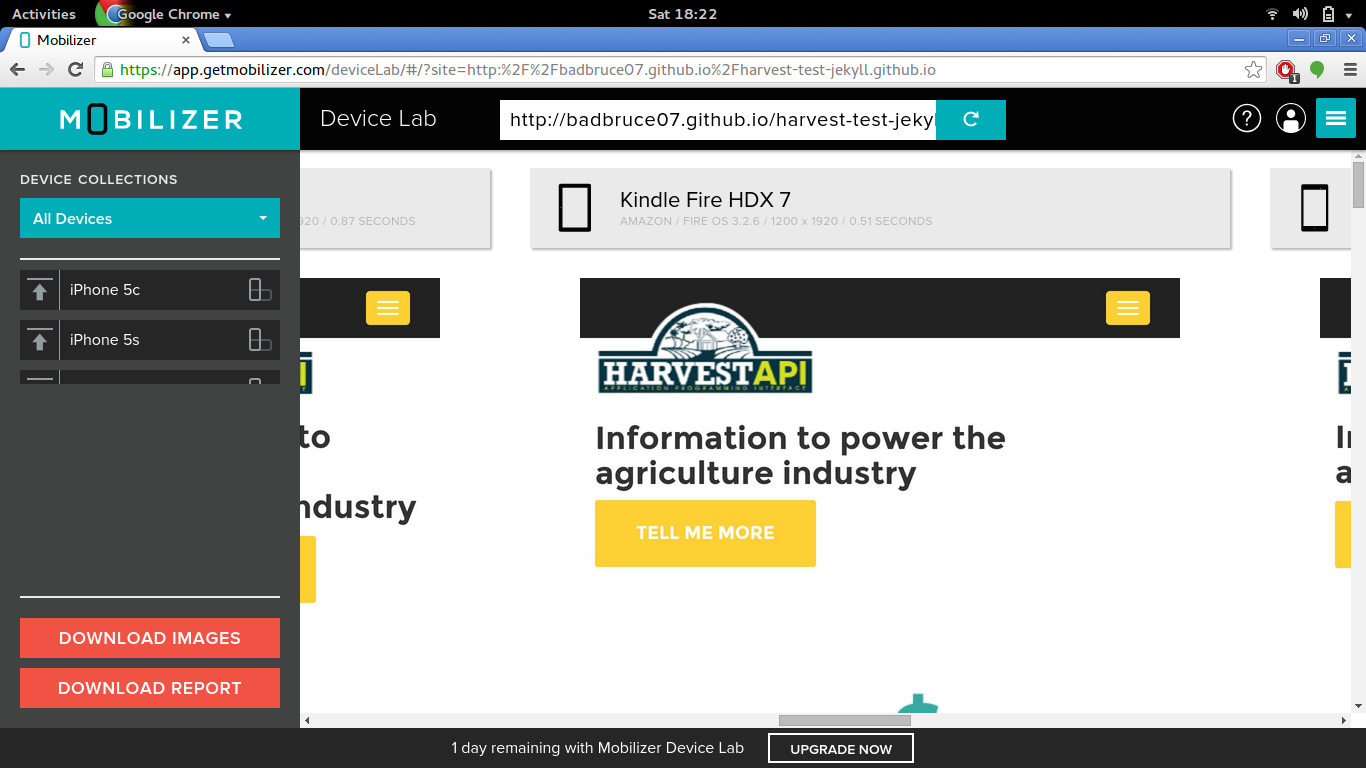 Activities
Google Chrome
Sat 18:22
Mobilizer
https://app.getmobilizer.com/deviceLab/#/?site=http:%2F%2Fbadbruce07.github.io%2Fharvest-test-jekyll.github.io
1
MOBILIZER
Device Lab
http://badbruce07.github.io/harvest-test-jeky
?
DEVICE COLLECTIONS
All Devices
iPhone 5c
iPhone 5s
DOWNLOAD IMAGES
DOWNLOAD REPORT
920 / 0.87 SECONDS
to
ndustry
Kindle Fire HDX 7
AMAZON / FIRE OS 3.2.6 / 1200 x 1920 / 0.51 SECONDS
HARVESTAPI
APPLICATION PROGRAMMING INTERFACE
Information to power the
agriculture industry
TELL ME MORE
$
1 day remaining with Mobilizer Device Lab
UPGRADE NOW